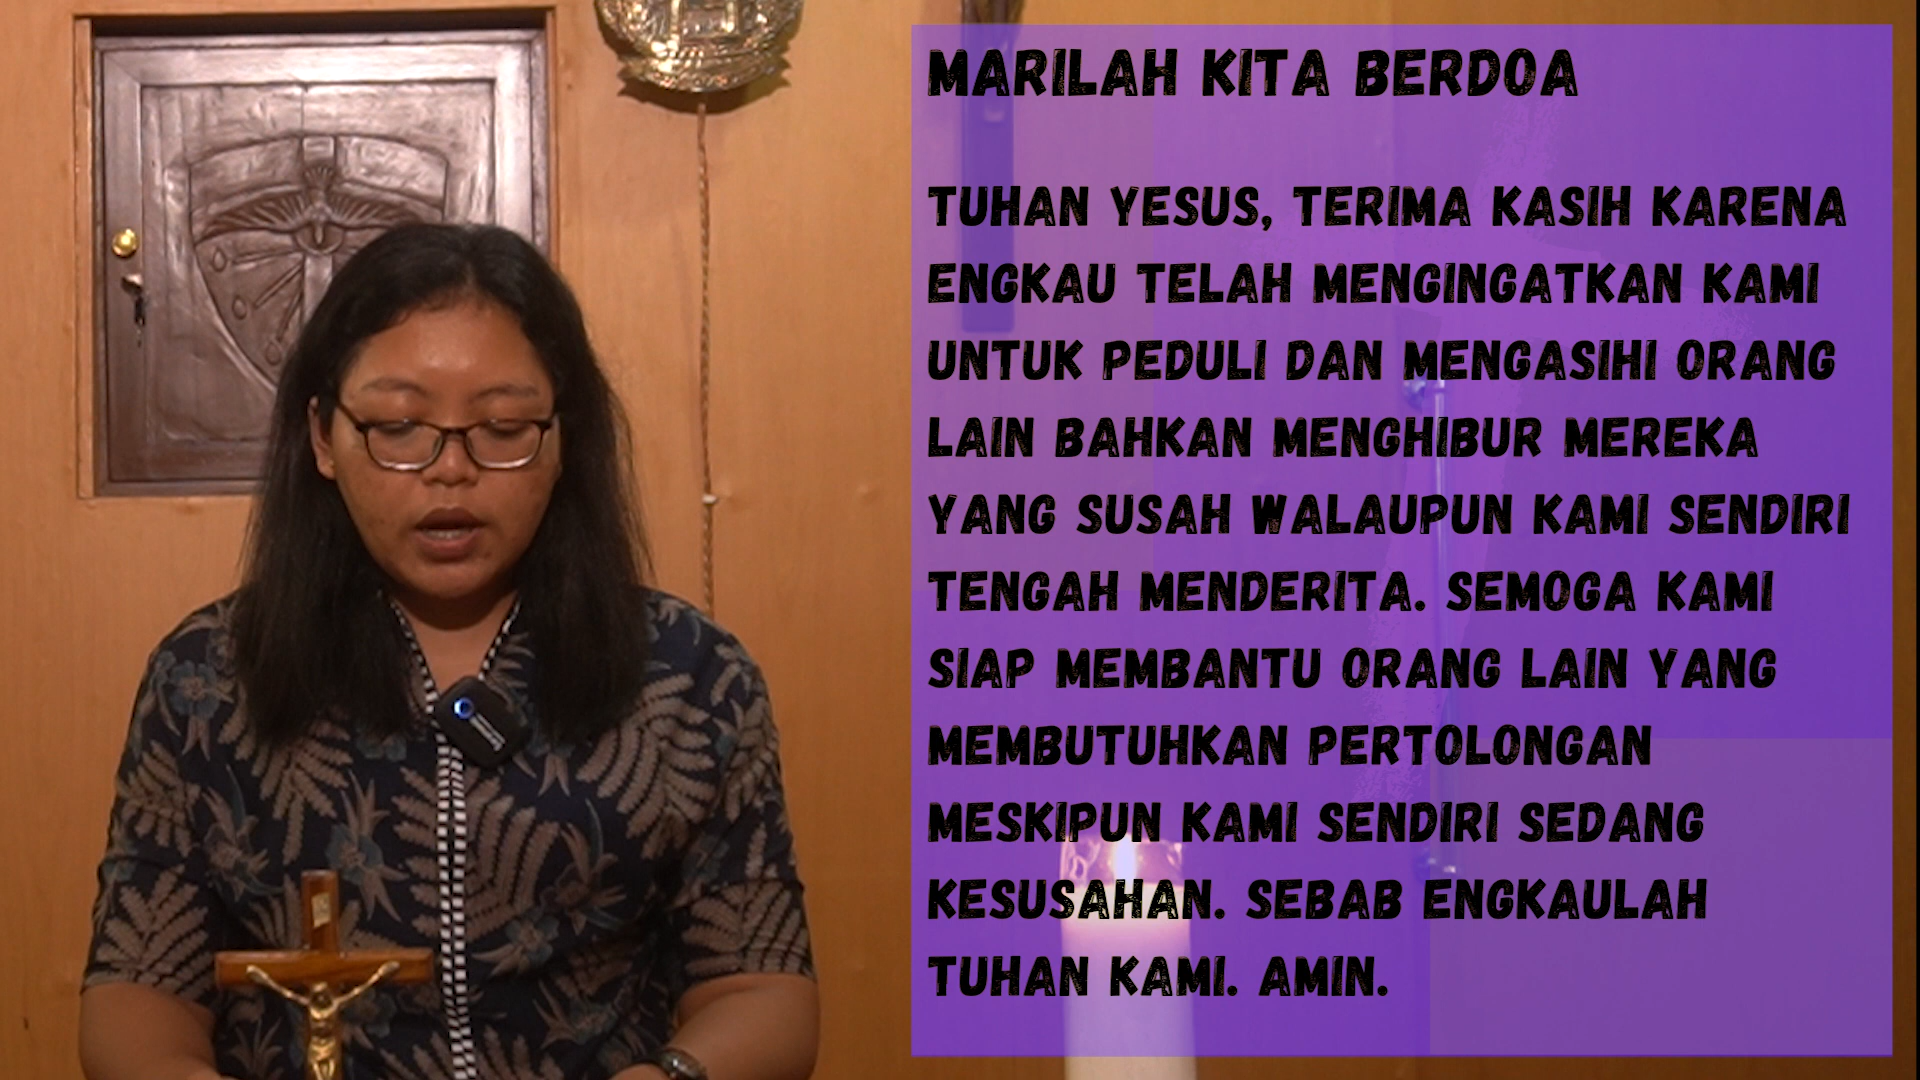 MARILAH KITA BERDOA
TUHAN YESUS, TERIMA KASIH KARENA
ENGKAU TELAH MENGINGATKAN KAMI
UNTUK PEDULI DAN MENGASIHI ORANG
LAIN BAHKAN MENGHIBUR MEREKA
YANG SUSAH WALAUPUN KAMI SENDIRI
TENGAH MENDERITA. SEMOGA KAMI
SIAP MEMBANTU ORANG LAIN YANG
MEMBUTUHKAN PERTOLONGAN
MESKIPUN KAMI SENDIRI SEDANG
KESUSAHAN. SEBAB ENGKAULAH
TUHAN KAMI. AMIN.